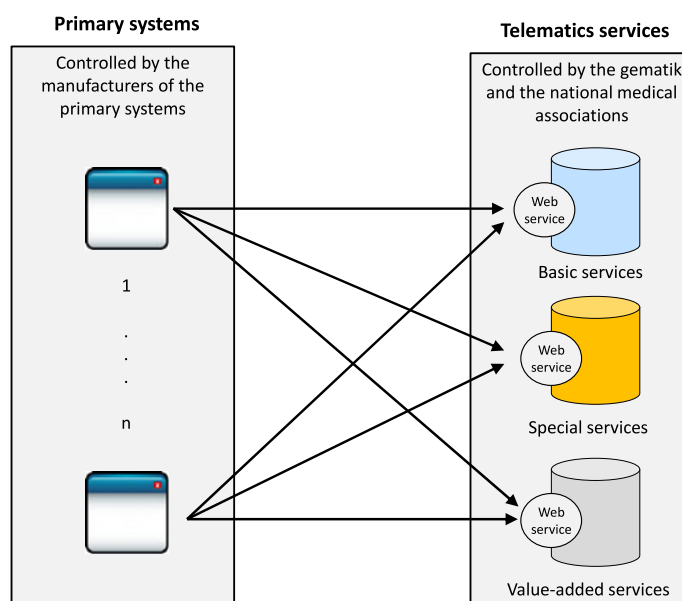 Primary systems
Controlled by the
manufacturers of the
primary systems
1
.
.
.
n
Telematics services
Controlled by the gematik
and the national medical
associations
Web
service
Basic services
Web
service
Special services
Web
service
Value-added services